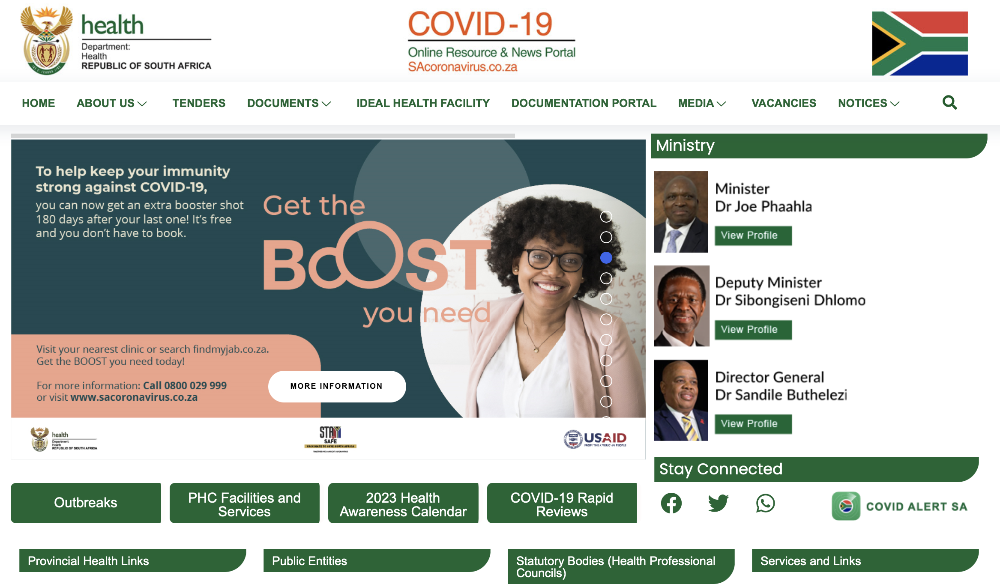 health
Department:
Health
REPUBLIC OF SOUTH AFRICA
COVID-19
Online Resource & News Portal
SAcoronavirus.co.za
HOME
ABOUT US
TENDERS
DOCUMENTS
IDEAL HEALTH FACILITY
DOCUMENTATION PORTAL
MEDIA
VACANCIES
NOTICES
To help keep your immunity
strong against COVID-19,
you can now get an extra booster shot
180 days after your last one! It's free
and you don't have to book.
Get the
BOOST
you need
Visit your nearest clinic or search findmyjab.co.za.
Get the BOOST you need today!
For more information: Call 0800 029 999
or visit www.sacoronavirus.co.za
MORE INFORMATION
health
Department:
Health
REPUBLIC OF SOUTH AFRICA
STAY
SAFE
VACCINATE TO SAVE SOUTH AFRICA
TOGETHER WE CAN BEAT CORONAVIRUS
USAID
FROM THE AMERICAN PEOPLE
Ministry
Minister
Dr Joe Phaahla
View Profile
Deputy Minister
Dr Sibongiseni Dhlomo
View Profile
Director General
Dr Sandile Buthelezi
View Profile
Stay Connected
COVID ALERT SA
Outbreaks
PHC Facilities and
Services
2023 Health
Awareness Calendar
COVID-19 Rapid
Reviews
Provincial Health Links
Public Entities
Statutory Bodies (Health Professional
Councils)
Services and Links